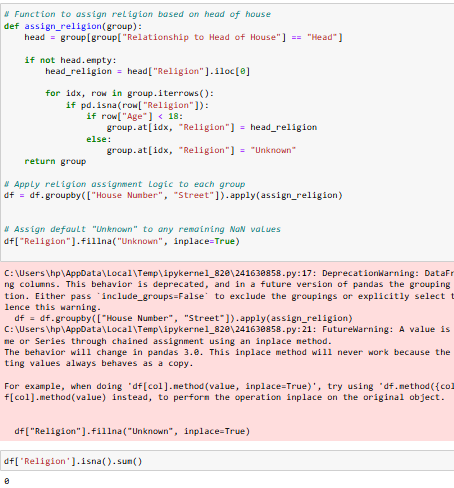 # Function to assign religion based on head of house
def assign_religion(group):
    head = group[group["Relationship to Head of House"] == "Head"]

    if not head.empty:
        head_religion = head["Religion"].iloc[0]

        for idx, row in group.iterrows():
            if pd.isna(row["Religion"]):
                if row["Age"] < 18:
                    group.at[idx, "Religion"] = head_religion
                else:
                    group.at[idx, "Religion"] = "Unknown"
    return group

# Apply religion assignment logic to each group
df = df.groupby(["House Number", "Street"]).apply(assign_religion)

# Assign default "Unknown" to any remaining NaN values
df["Religion"].fillna("Unknown", inplace=True)

C:\Users\hp\AppData\Local\Temp\ipykernel_820\241630858.py:17: DeprecationWarning: DataFr
ng columns. This behavior is deprecated, and in a future version of pandas the grouping
tion. Either pass `include_groups=False` to exclude the groupings or explicitly select t
lence this warning.
  df = df.groupby(["House Number", "Street"]).apply(assign_religion)
C:\Users\hp\AppData\Local\Temp\ipykernel_820\241630858.py:21: FutureWarning: A value is
me or Series through chained assignment using an inplace method.
The behavior will change in pandas 3.0. This inplace method will never work because the
ting values always behaves as a copy.

For example, when doing 'df[col].method(value, inplace=True)', try using 'df.method({col
f[col].method(value) instead, to perform the operation inplace on the original object.

  df["Religion"].fillna("Unknown", inplace=True)

df['Religion'].isna().sum()

0